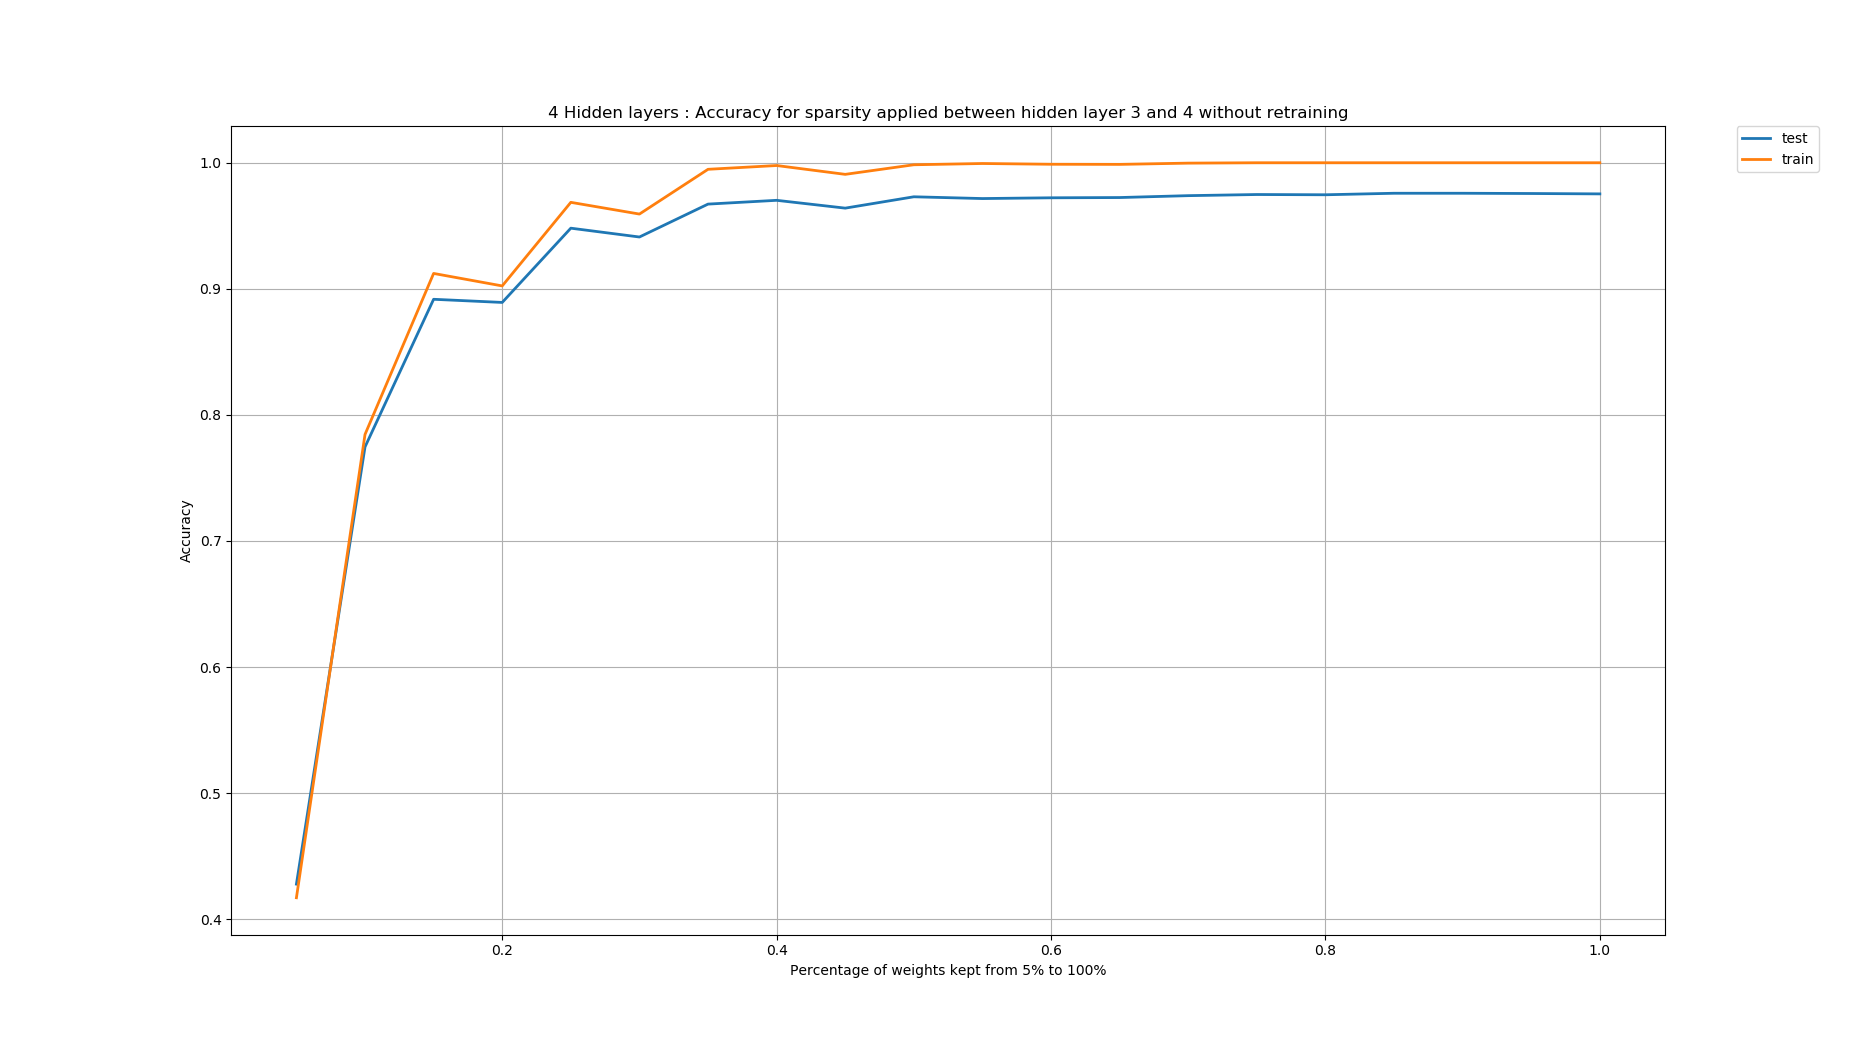 4 Hidden layers : Accuracy for sparsity applied between hidden layer 3 and 4 without retraining
test
train
1.0
0.9
0.8
0.7
0.6
0.5
0.4
Accuracy
0.2
0.4
0.6
0.8
1.0
Percentage of weights kept from 5% to 100%